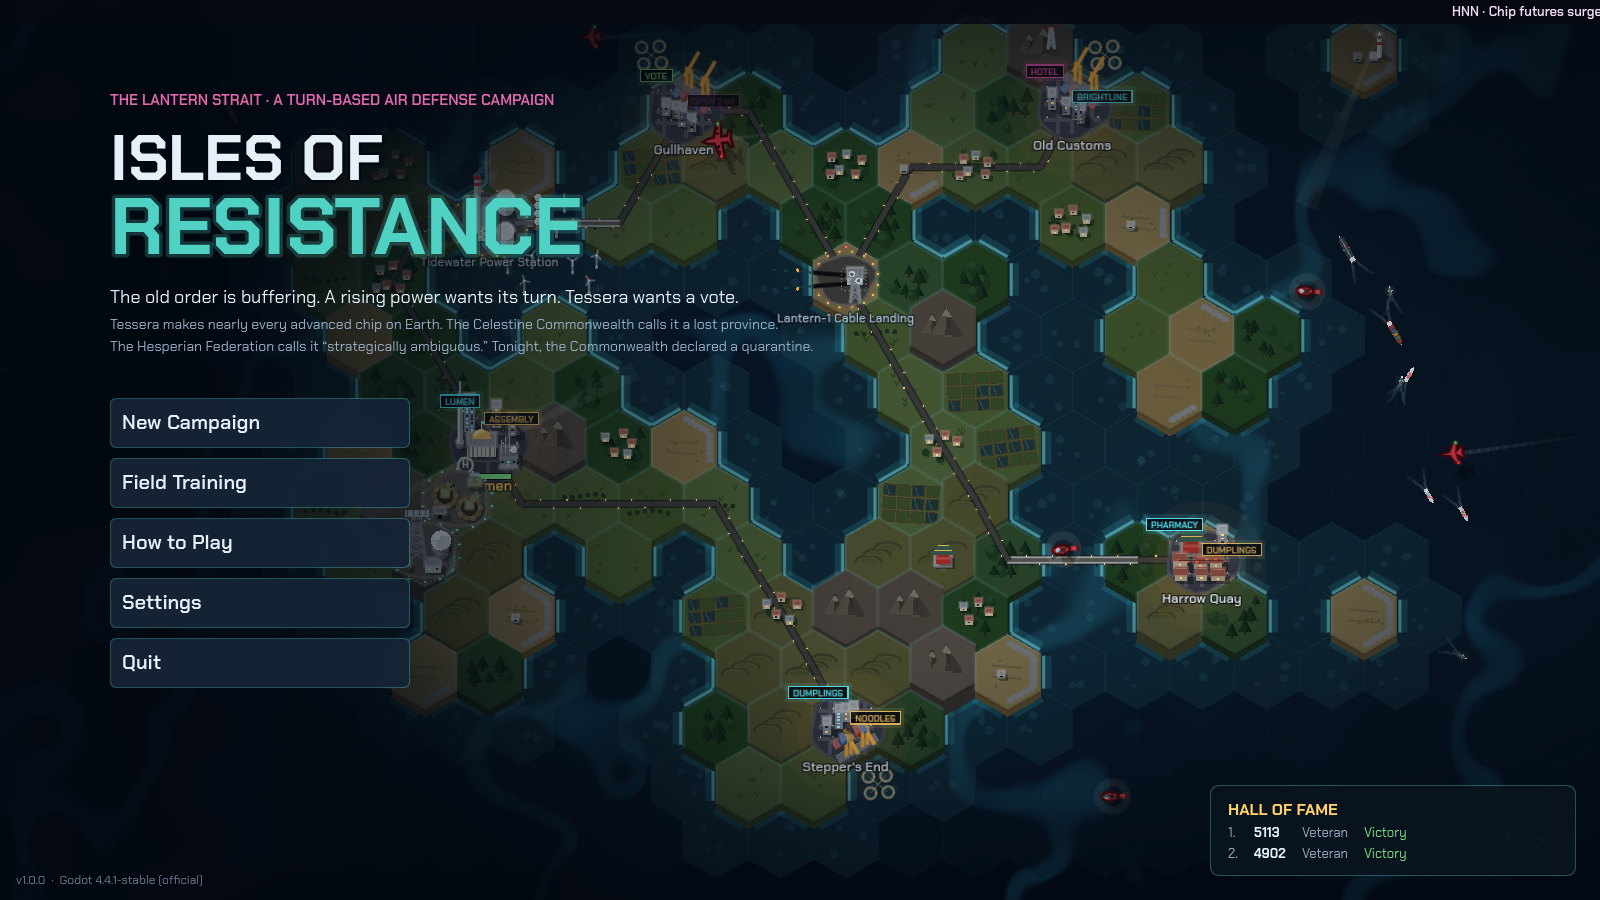 HNN · Chip futures surge
THE LANTERN STRAIT · A TURN-BASED AIR DEFENSE CAMPAIGN
ISLES OF
RESISTANCE
The old order is buffering. A rising power wants its turn. Tessera wants a vote.
Tessera makes nearly every advanced chip on Earth. The Celestine Commonwealth calls it a lost province.
The Hesperian Federation calls it “strategically ambiguous.” Tonight, the Commonwealth declared a quarantine.
New Campaign
Field Training
How to Play
Settings
Quit
VOTE
Gullhaven
HOTEL
BRIGHTLINE
Old Customs
Tidewater Power Station
Lantern-1 Cable Landing
LUMEN
ASSEMBLY
men
PHARMACY
DUMPLINGS
Harrow Quay
DUMPLINGS
NOODLES
Stepper's End
HALL OF FAME
1. 5113 Veteran Victory
2. 4902 Veteran Victory
v1.0.0 · Godot 4.4.1-stable (official)